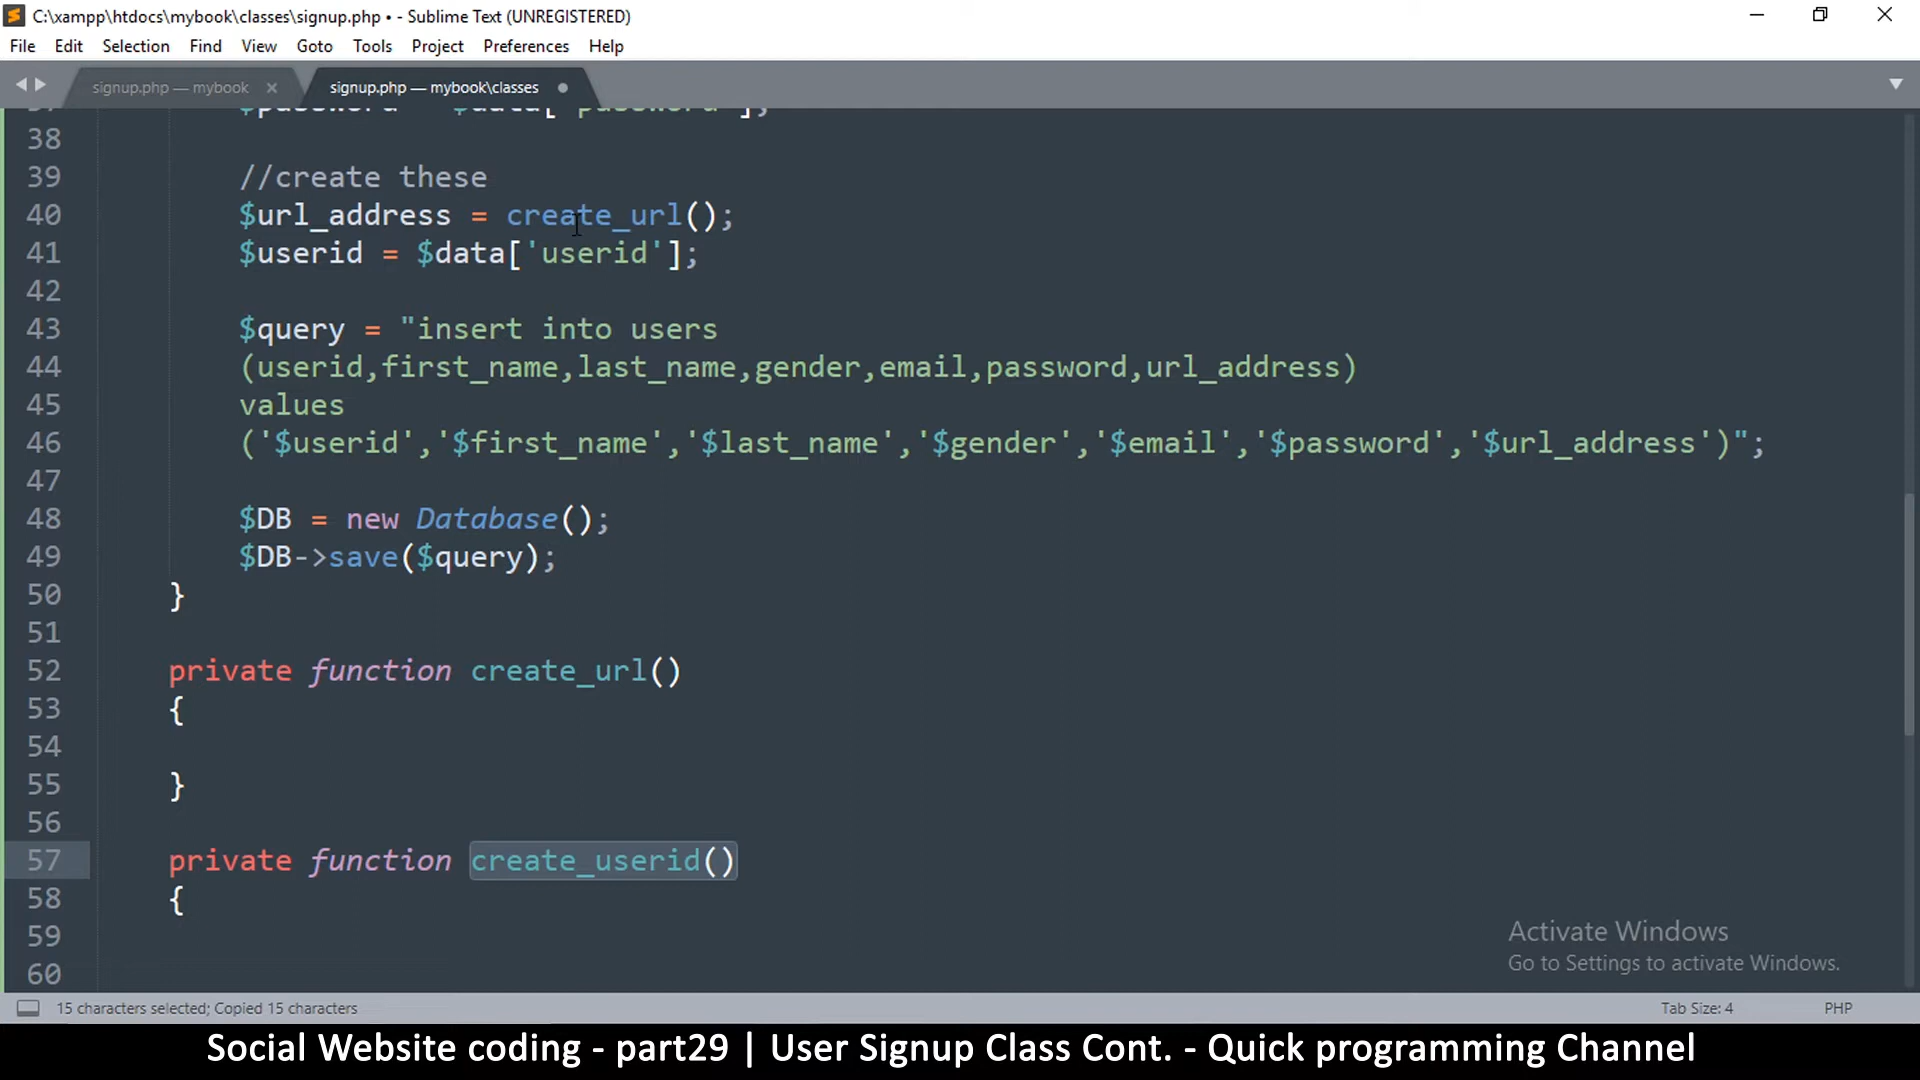 C:\xampp\htdocs\mybook\classes\signup.php • - Sublime Text (UNREGISTERED)
File Edit Selection Find View Goto Tools Project Preferences Help
signup.php — mybook × signup.php — mybook\classes
37 $password = $data['password'];
38
39 //create these
40 $url_address = create_url();
41 $userid = $data['userid'];
42
43 $query = "insert into users
44 (userid,first_name,last_name,gender,email,password,url_address)
45 values
46 ('$userid','$first_name','$last_name','$gender','$email','$password','$url_address')";
47
48 $DB = new Database();
49 $DB->save($query);
50 }
51
52 private function create_url()
53 {
54
55 }
56
57 private function create_userid()
58 {
59
60
Activate Windows
Go to Settings to activate Windows.
15 characters selected; Copied 15 characters Tab Size: 4 PHP
Social Website coding - part29 | User Signup Class Cont. - Quick programming Channel